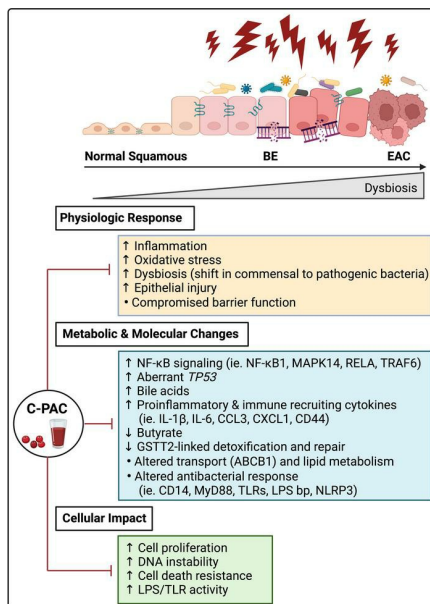 Normal Squamous BE EAC
Dysbiosis
Physiologic Response
↑ Inflammation
↑ Oxidative stress
↑ Dysbiosis (shift in commensal to pathogenic bacteria)
↑ Epithelial injury
• Compromised barrier function
Metabolic & Molecular Changes
↑ NF-κB signaling (ie. NF-κB1, MAPK14, RELA, TRAF6)
↑ Aberrant TP53
↑ Bile acids
↑ Proinflammatory & immune recruiting cytokines
(ie. IL-1β, IL-6, CCL3, CXCL1, CD44)
↓ Butyrate
↓ GSTT2-linked detoxification and repair
• Altered transport (ABCB1) and lipid metabolism
• Altered antibacterial response
(ie. CD14, MyD88, TLRs, LPS bp, NLRP3)
C-PAC
Cellular Impact
↑ Cell proliferation
↑ DNA instability
↑ Cell death resistance
↑ LPS/TLR activity